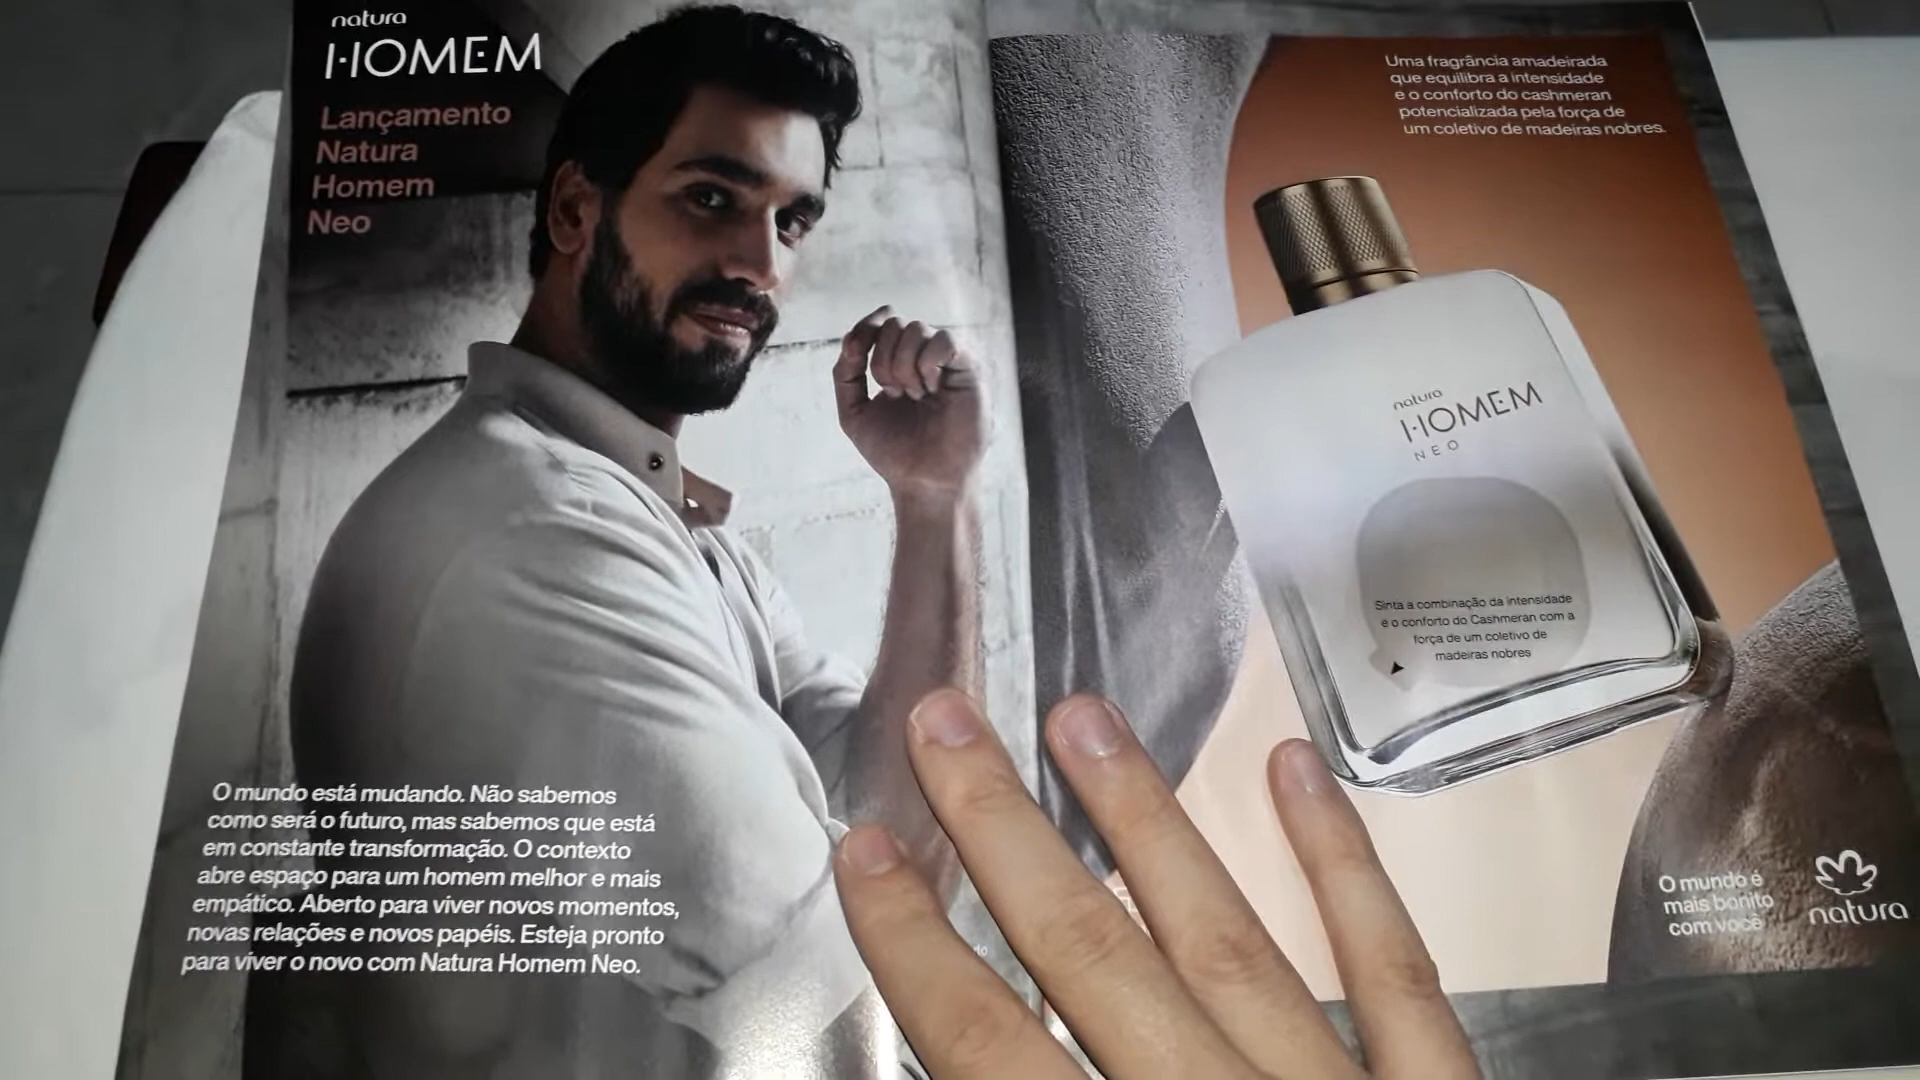 natura
HOMEM
Lançamento
Natura
Homem
Neo
O mundo está mudando. Não sabemos
como será o futuro, mas sabemos que está
em constante transformação. O contexto
abre espaço para um homem melhor e mais
empático. Aberto para viver novos momentos,
novas relações e novos papéis. Esteja pronto
para viver o novo com Natura Homem Neo.
Uma fragrância amadeirada
que equilibra a intensidade
e o conforto do cashmeran
potencializada pela força de
um coletivo de madeiras nobres.
natura
HOMEM
NEO
Sinta a combinação da intensidade
e o conforto do Cashmeran com a
força de um coletivo de
madeiras nobres
O mundo é
mais bonito
com você
natura